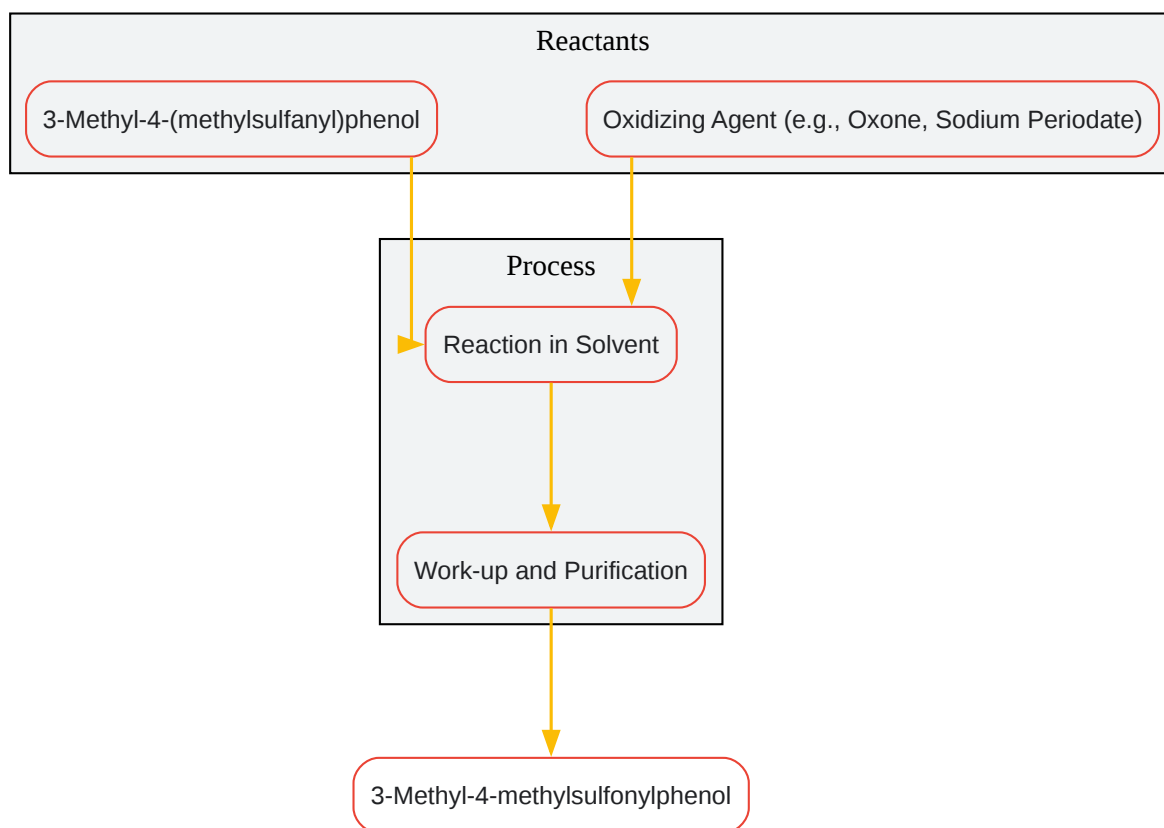 Reactants
3-Methyl-4-(methylsulfanyl)phenol
Oxidizing Agent (e.g., Oxone, Sodium Periodate)
Process
Reaction in Solvent
Work-up and Purification
3-Methyl-4-methylsulfonylphenol